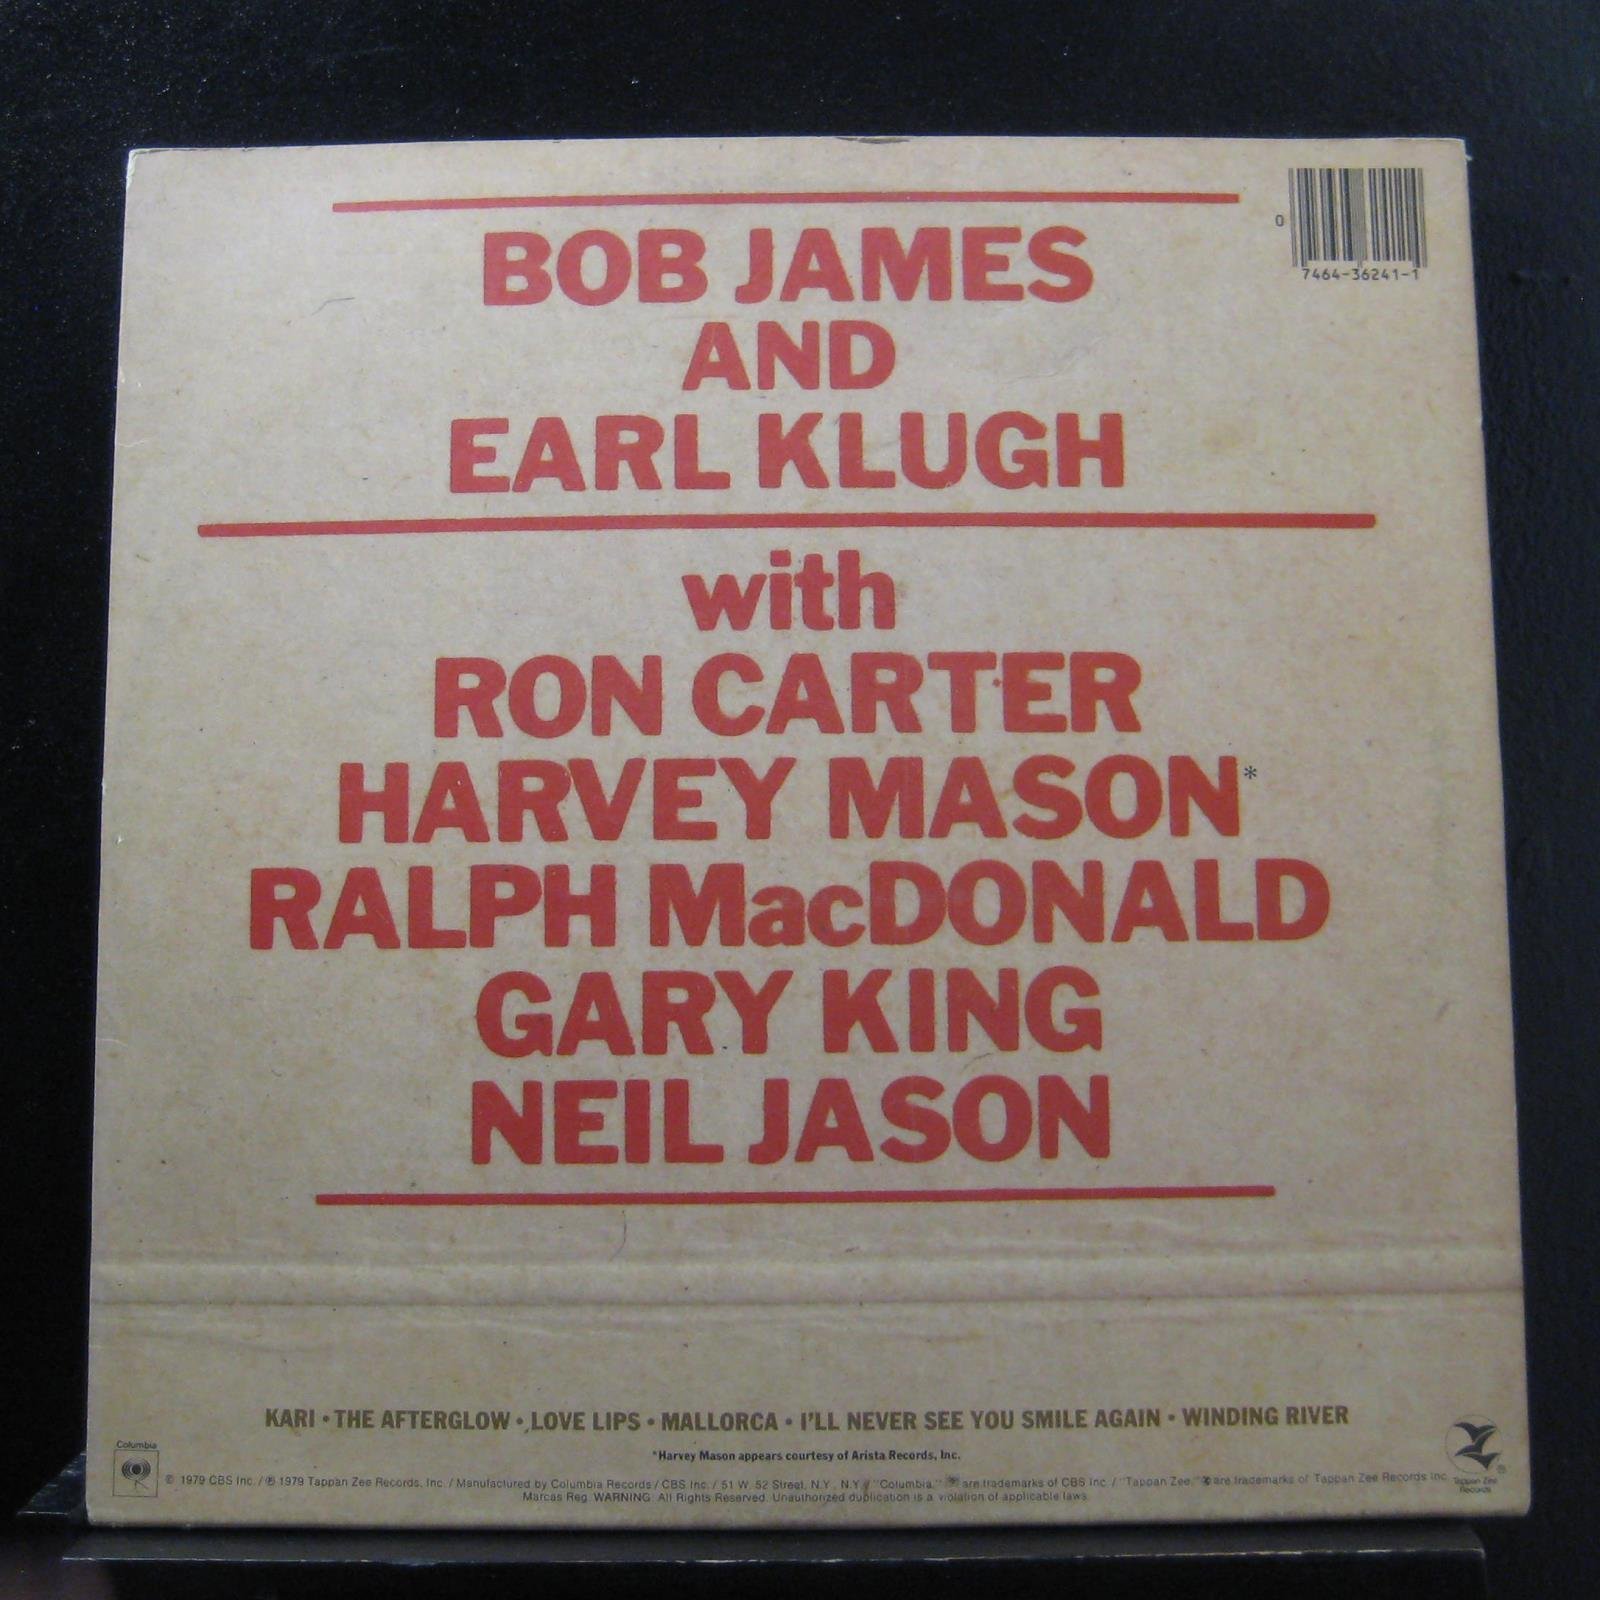 0
7464-36241-1
BOB JAMES
AND
EARL KLUGH
with
RON CARTER
HARVEY MASON*
RALPH MacDONALD
GARY KING
NEIL JASON
KARI • THE AFTERGLOW • LOVE LIPS • MALLORCA • I'LL NEVER SEE YOU SMILE AGAIN • WINDING RIVER
*Harvey Mason appears courtesy of Arista Records, Inc.
Columbia
© 1979 CBS Inc. / ℗ 1979 Tappan Zee Records, Inc. / Manufactured by Columbia Records / CBS Inc. / 51 W. 52 Street, N.Y., N.Y. / "Columbia," are trademarks of CBS Inc. / "Tappan Zee," are trademarks of Tappan Zee Records Inc.
Marcas Reg. WARNING: All Rights Reserved. Unauthorized duplication is a violation of applicable laws.
Tappan Zee
Records
®